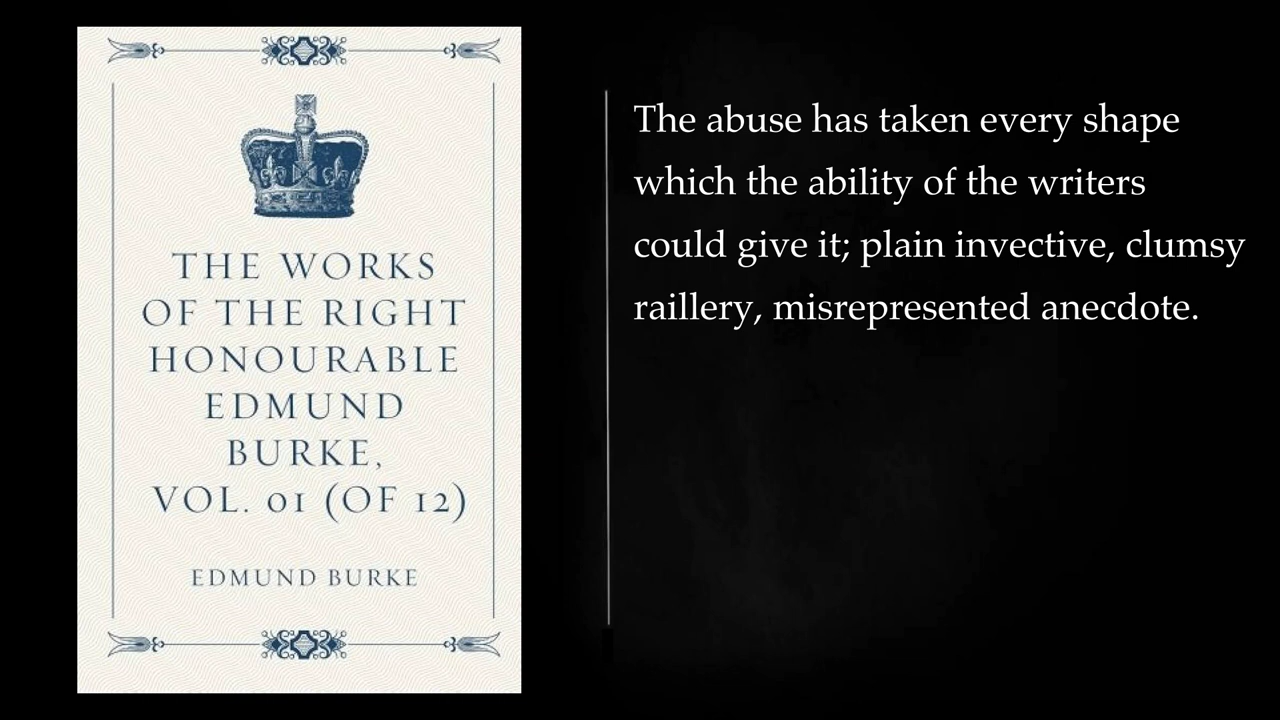 THE WORKS
OF THE RIGHT
HONOURABLE
EDMUND
BURKE,
VOL. 01 (OF 12)
EDMUND BURKE
The abuse has taken every shape
which the ability of the writers
could give it; plain invective, clumsy
raillery, misrepresented anecdote.